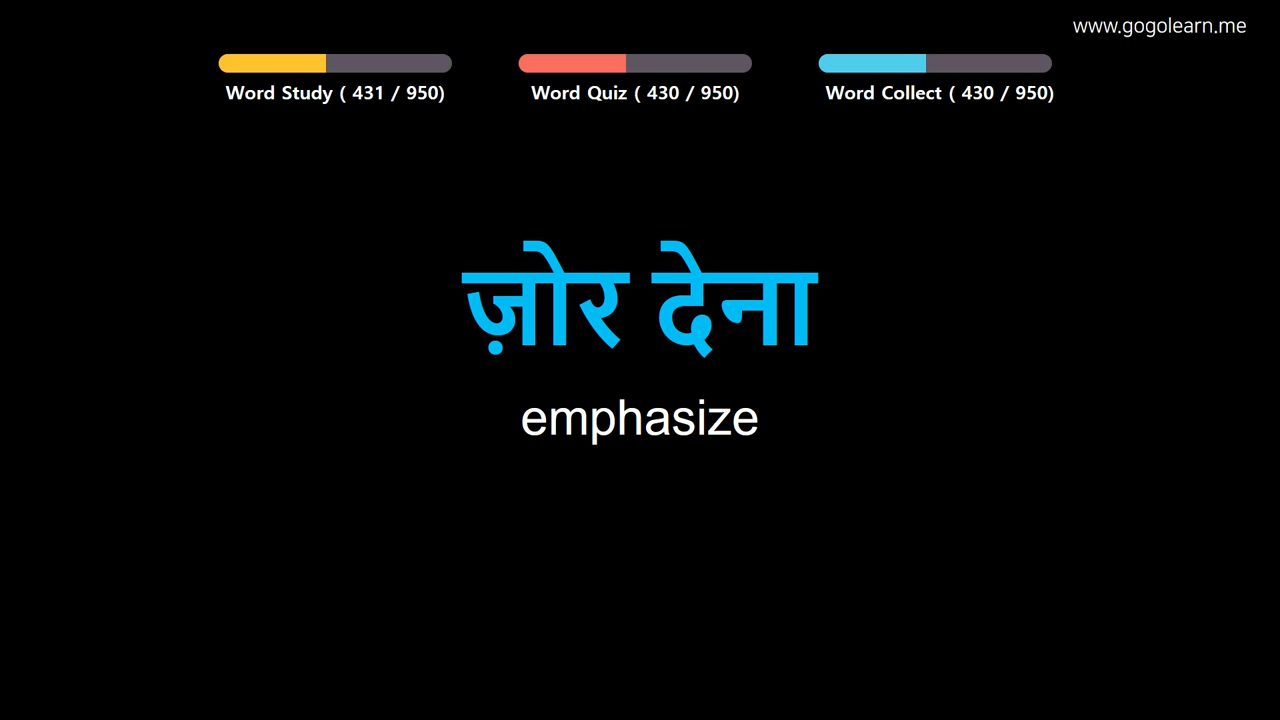 www.gogolearn.me
Word Study ( 431 / 950)
Word Quiz ( 430 / 950)
Word Collect ( 430 / 950)
ज़ोर देना
emphasize